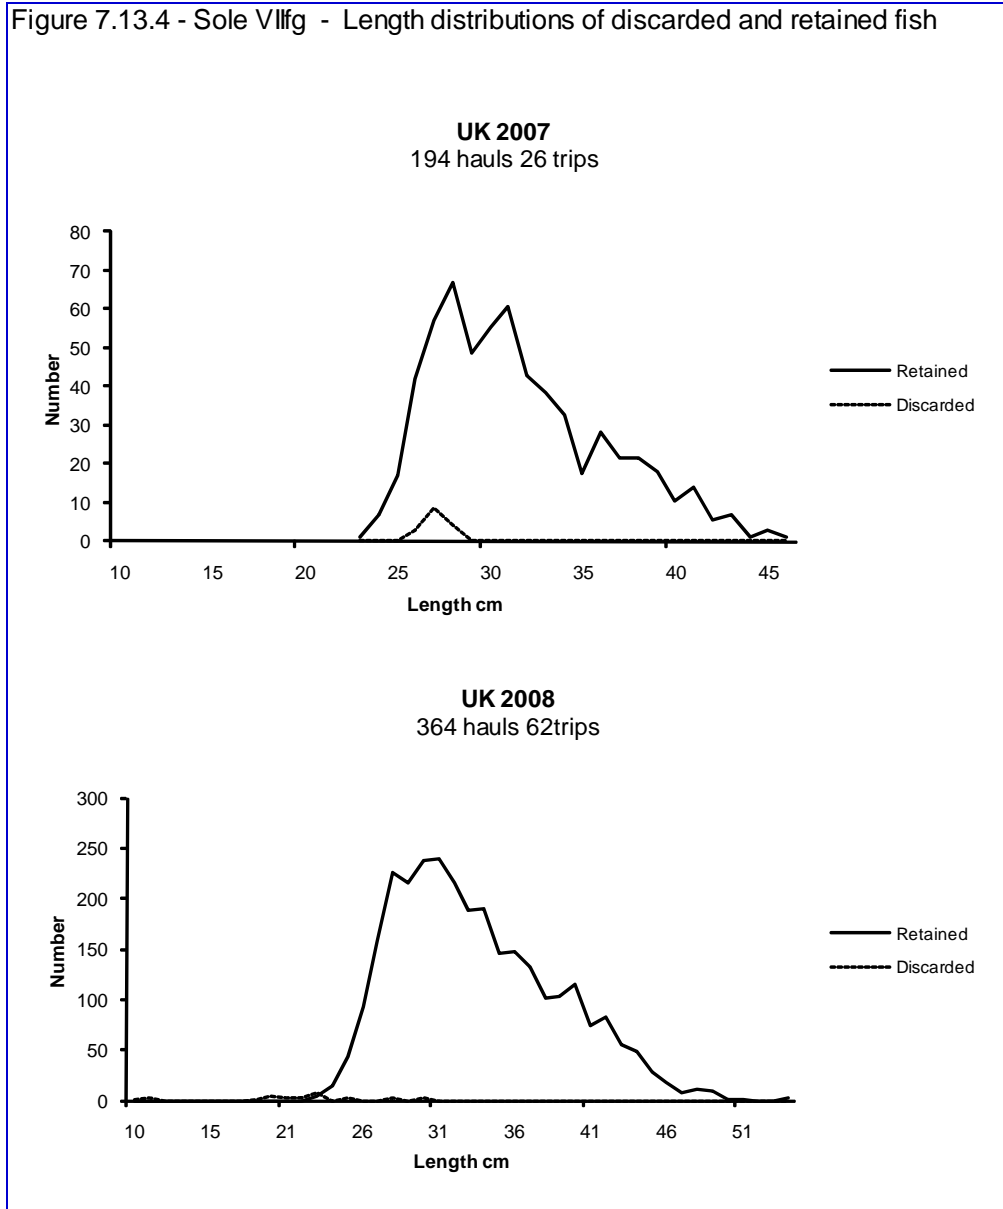 Figure 7.13.4 - Sole VIIfg - Length distributions of discarded and retained fish
UK 2007
194 hauls 26 trips
80
70
60
50
40
30
20
10
0
Number
10 15 20 25 30 35 40 45
Length cm
Retained
Discarded
UK 2008
364 hauls 62trips
300
250
200
150
100
50
0
Number
10 15 21 26 31 36 41 46 51
Length cm
Retained
Discarded